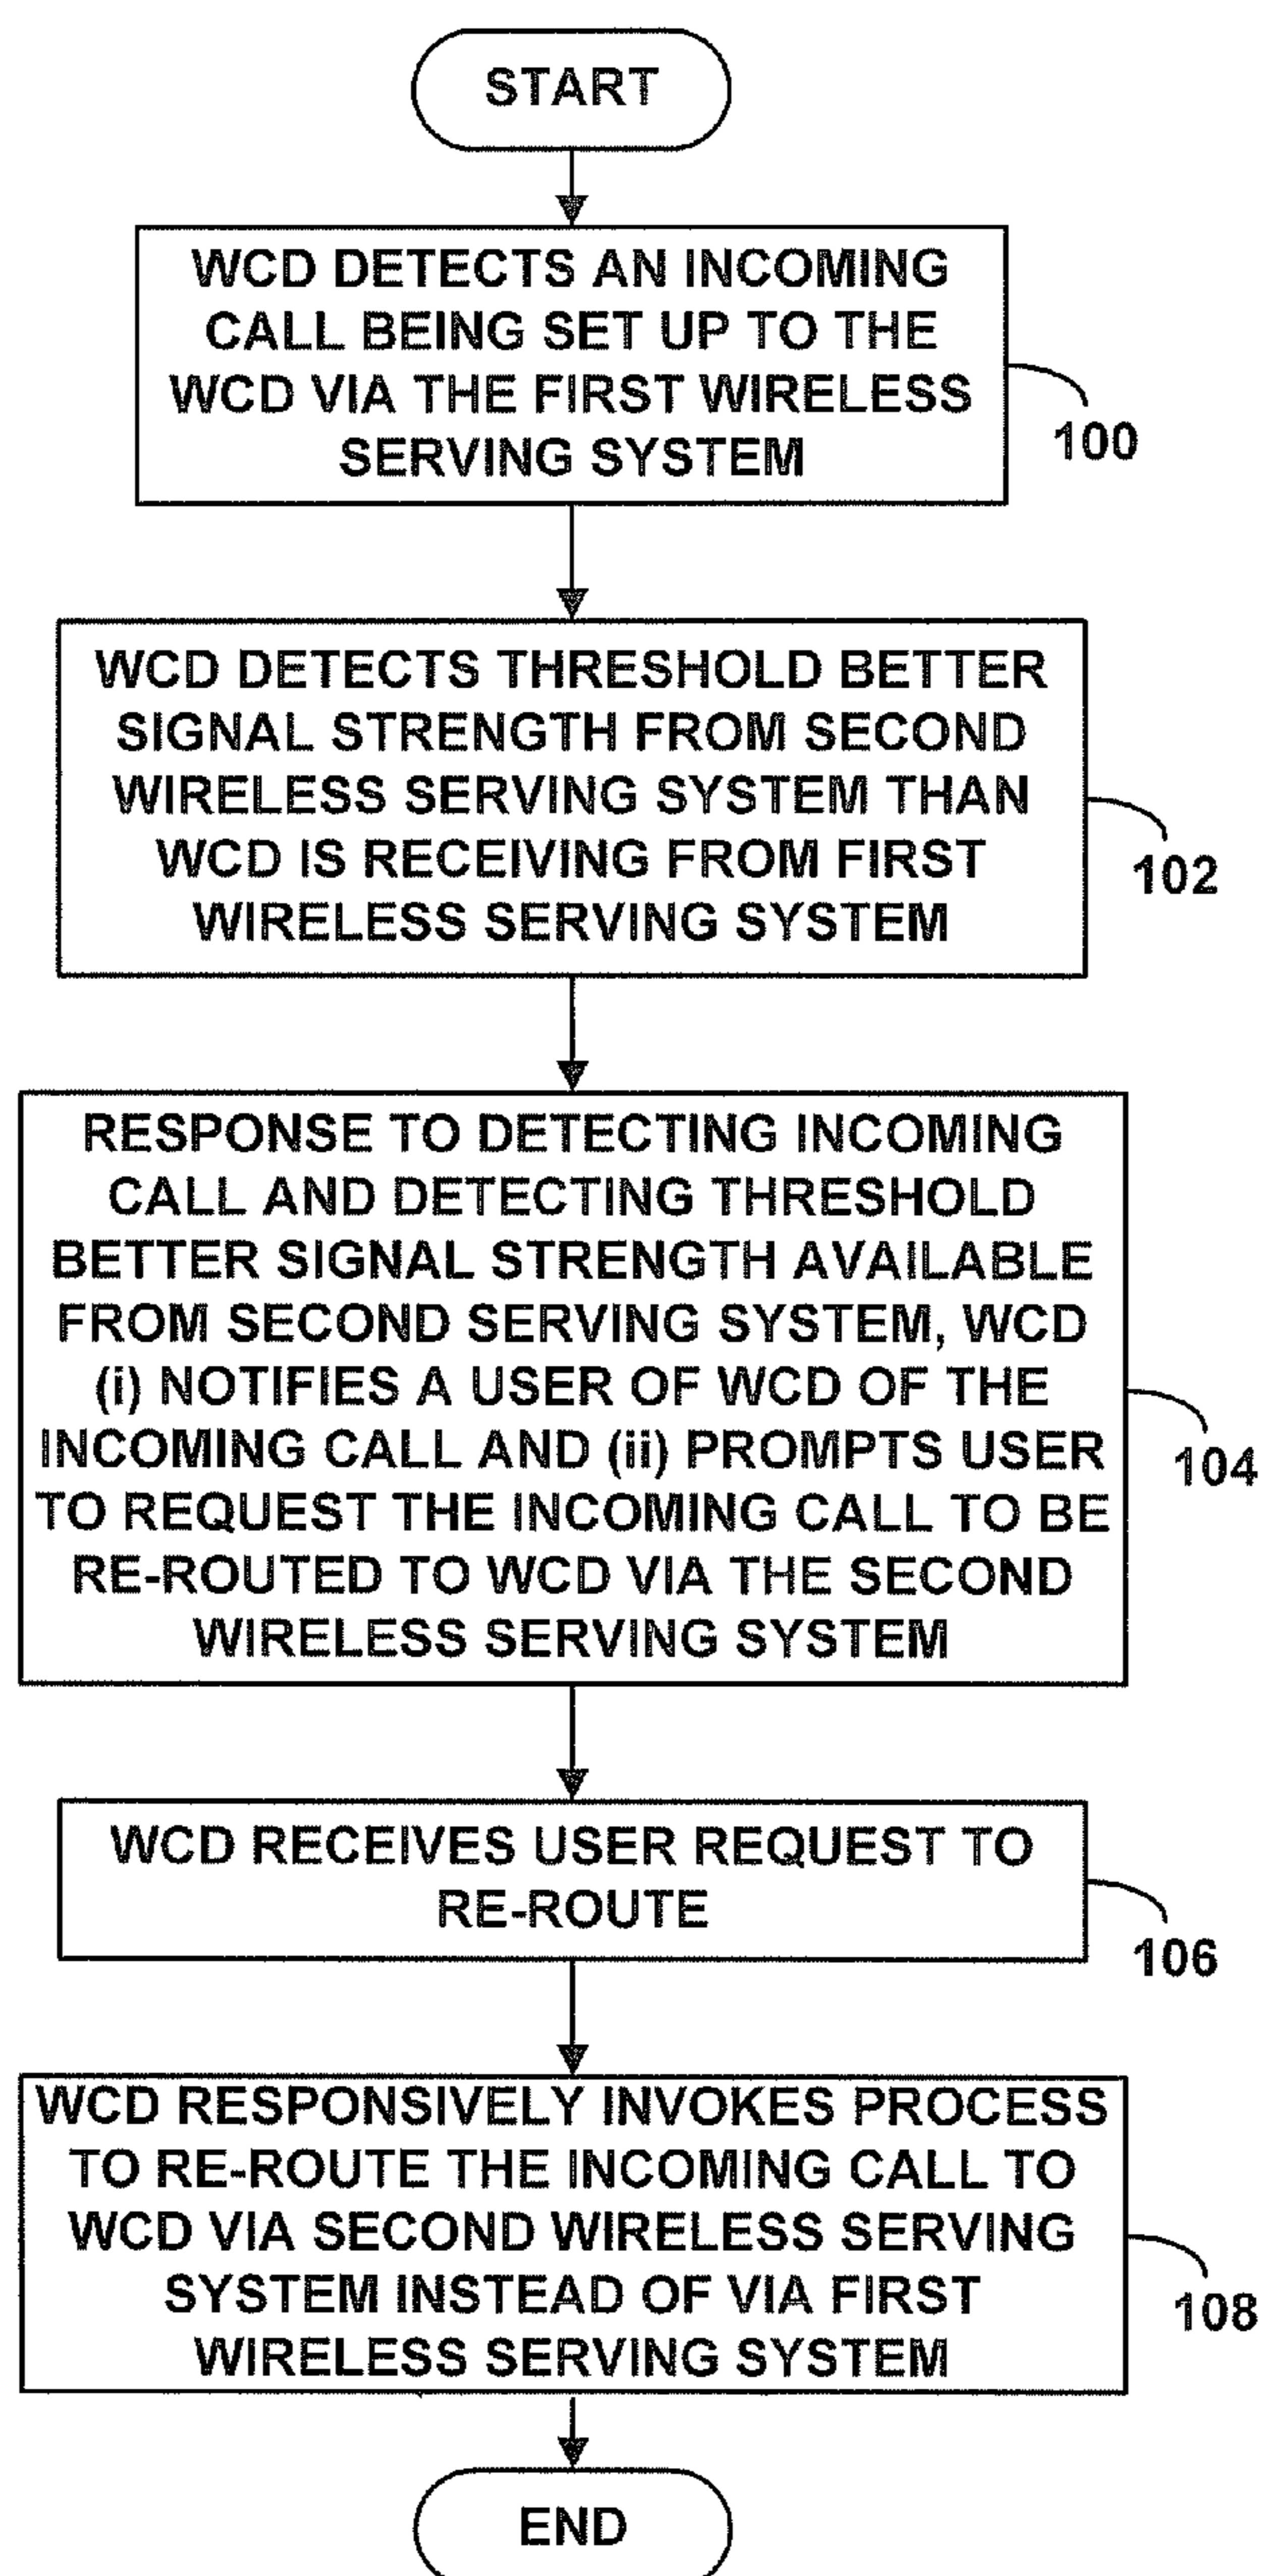 START
WCD DETECTS AN INCOMING
CALL BEING SET UP TO THE
WCD VIA THE FIRST WIRELESS
SERVING SYSTEM
100
WCD DETECTS THRESHOLD BETTER
SIGNAL STRENGTH FROM SECOND
WIRELESS SERVING SYSTEM THAN
WCD IS RECEIVING FROM FIRST
WIRELESS SERVING SYSTEM
102
RESPONSE TO DETECTING INCOMING
CALL AND DETECTING THRESHOLD
BETTER SIGNAL STRENGTH AVAILABLE
FROM SECOND SERVING SYSTEM, WCD
(i) NOTIFIES A USER OF WCD OF THE
INCOMING CALL AND (ii) PROMPTS USER
TO REQUEST THE INCOMING CALL TO BE
RE-ROUTED TO WCD VIA THE SECOND
WIRELESS SERVING SYSTEM
104
WCD RECEIVES USER REQUEST TO
RE-ROUTE
106
WCD RESPONSIVELY INVOKES PROCESS
TO RE-ROUTE THE INCOMING CALL TO
WCD VIA SECOND WIRELESS SERVING
SYSTEM INSTEAD OF VIA FIRST
WIRELESS SERVING SYSTEM
108
END